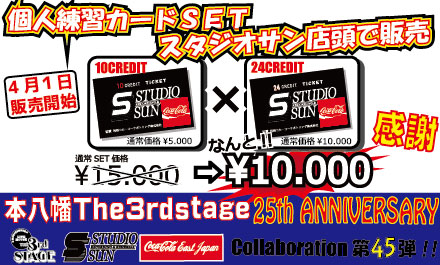 個人練習カードSET
スタジオサン店頭で販売
4月1日
販売開始
10CREDIT
24CREDIT
10 CREDIT TICKET
24 CREDIT TICKET
S STUDIO SUN
Coca-Cola
S STUDIO SUN
Coca-Cola
×
通常価格 ¥5.000
通常価格 ¥10.000
なんと!!
感謝
通常SET価格
¥15.000
⇒¥10.000
本八幡The3rdstage 25th ANNIVERSARY
3rd STAGE
S STUDIO SUN
Coca-Cola East Japan
Collaboration 第45弾!!